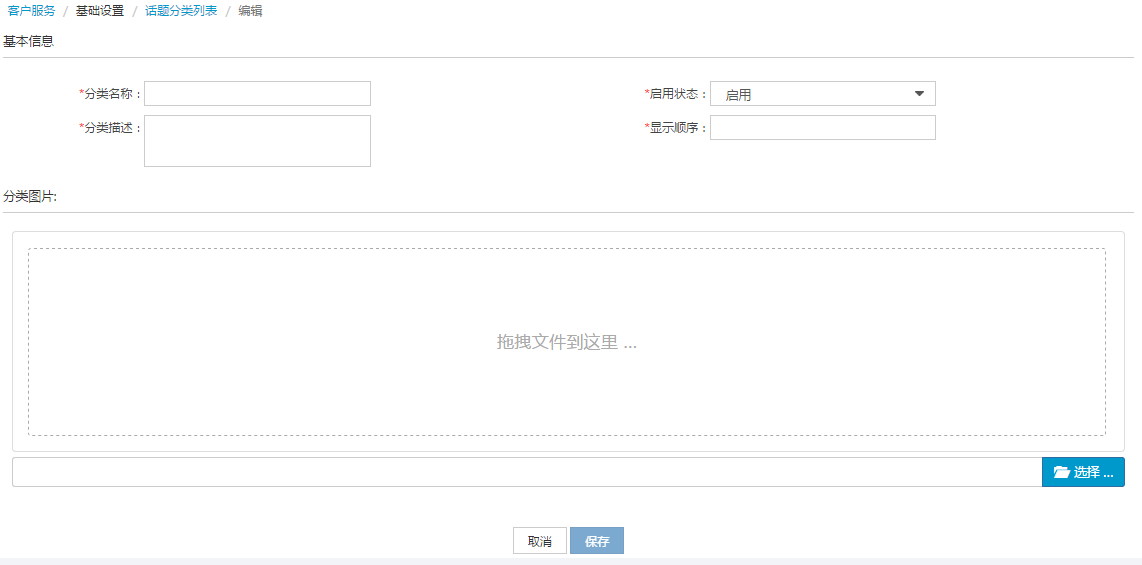 客户服务 / 基础设置 / 话题分类列表 / 编辑
基本信息
*分类名称： *启用状态： 启用
*分类描述： *显示顺序：
分类图片:
拖拽文件到这里 ...
选择 ...
取消 保存